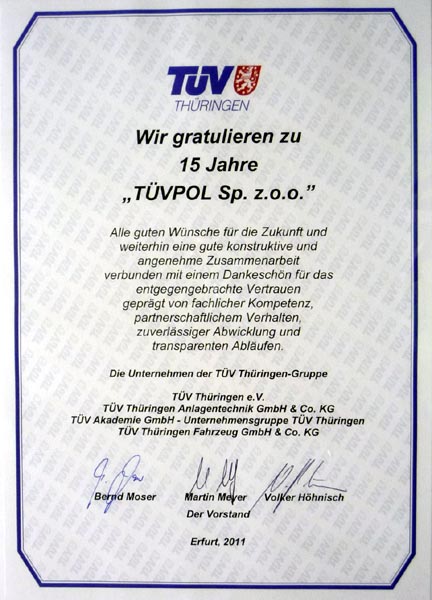 TÜV
THÜRINGEN
Wir gratulieren zu
15 Jahre
„TÜVPOL Sp. z.o.o.”
Alle guten Wünsche für die Zukunft und
weiterhin eine gute konstruktive und
angenehme Zusammenarbeit
verbunden mit einem Dankeschön für das
entgegengebrachte Vertrauen
geprägt von fachlicher Kompetenz,
partnerschaftlichem Verhalten,
zuverlässiger Abwicklung und
transparenten Abläufen.
Die Unternehmen der TÜV Thüringen-Gruppe
TÜV Thüringen e.V.
TÜV Thüringen Anlagentechnik GmbH & Co. KG
TÜV Akademie GmbH - Unternehmensgruppe TÜV Thüringen
TÜV Thüringen Fahrzeug GmbH & Co. KG
Bernd Moser Martin Meyer Volker Höhnisch
Der Vorstand
Erfurt, 2011